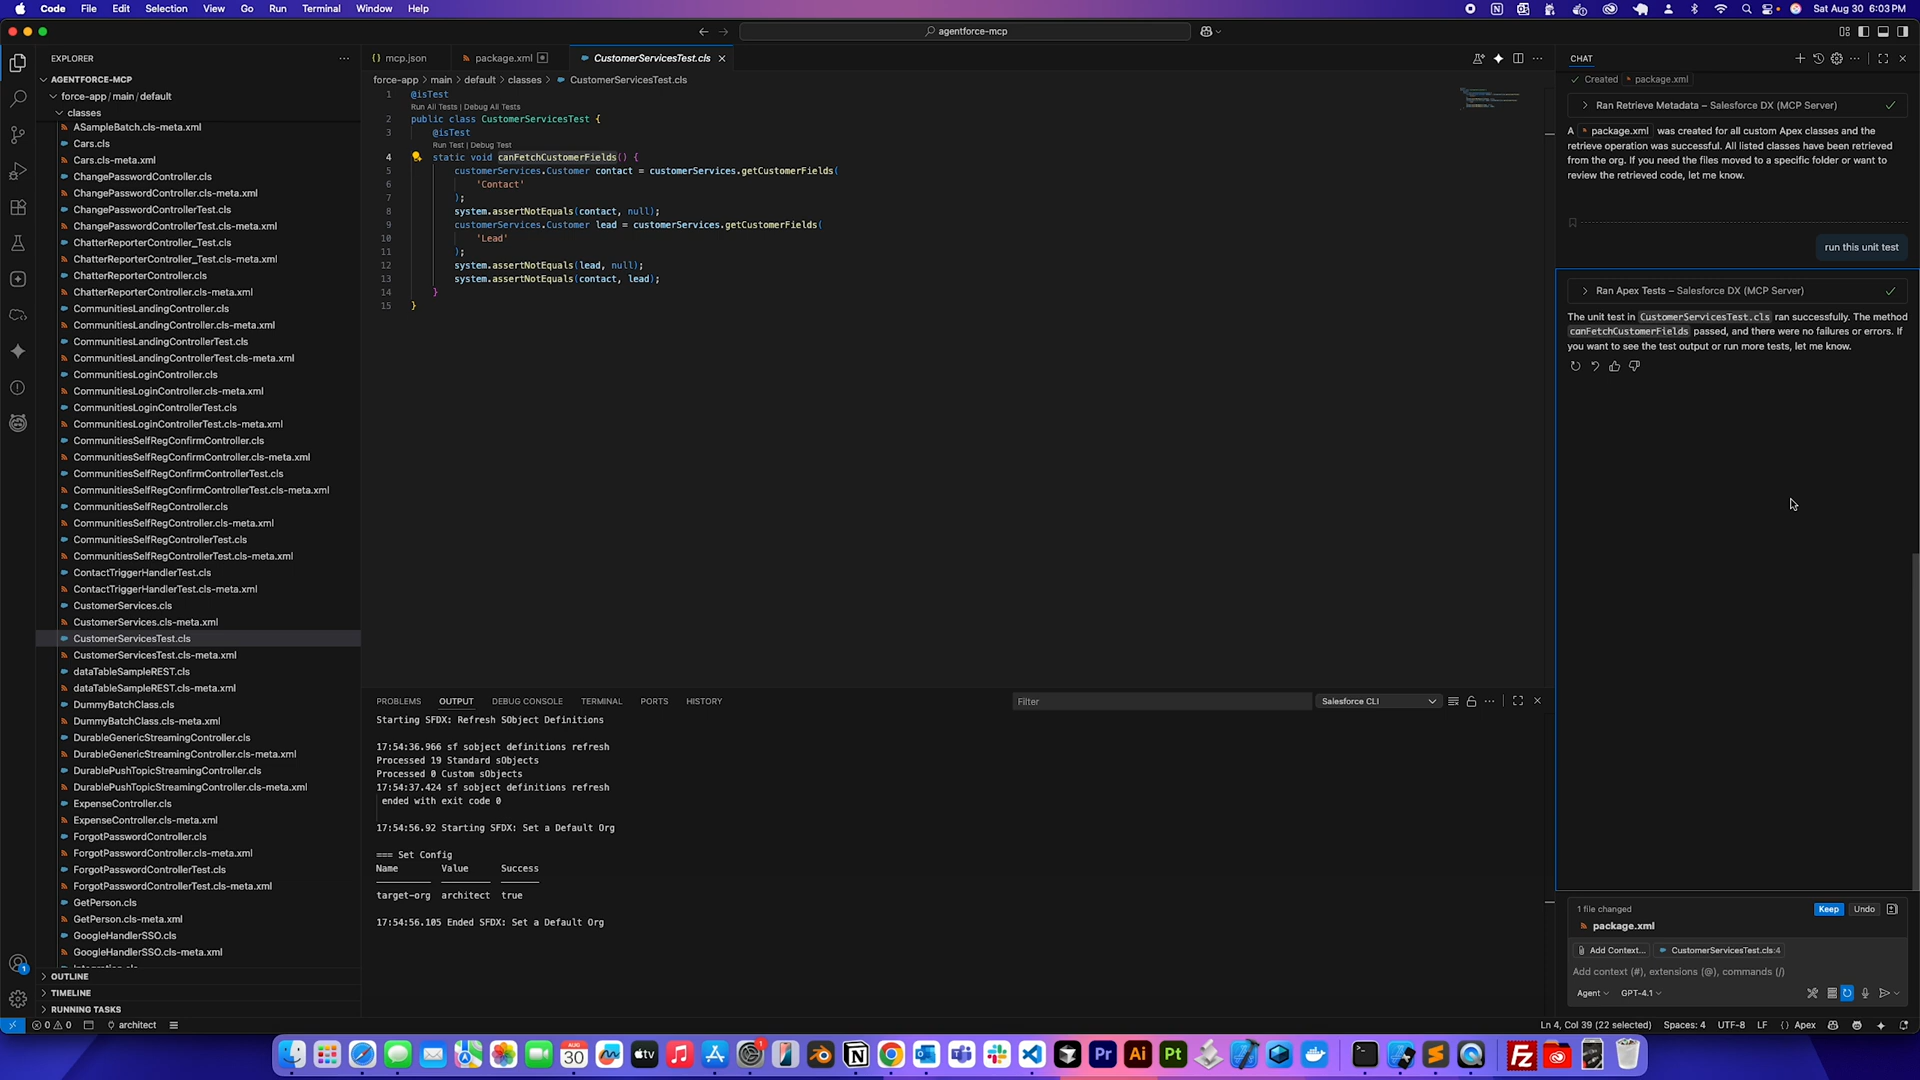 Code File Edit Selection View Go Run Terminal Window Help
Sat Aug 30 6:03 PM
agentforce-mcp
EXPLORER
AGENTFORCE-MCP
force-app/main/default
classes
ASampleBatch.cls-meta.xml
Cars.cls
Cars.cls-meta.xml
ChangePasswordController.cls
ChangePasswordController.cls-meta.xml
ChangePasswordControllerTest.cls
ChangePasswordControllerTest.cls-meta.xml
ChatterReporterController_Test.cls
ChatterReporterController_Test.cls-meta.xml
ChatterReporterController.cls
ChatterReporterController.cls-meta.xml
CommunitiesLandingController.cls
CommunitiesLandingController.cls-meta.xml
CommunitiesLandingControllerTest.cls
CommunitiesLandingControllerTest.cls-meta.xml
CommunitiesLoginController.cls
CommunitiesLoginController.cls-meta.xml
CommunitiesLoginControllerTest.cls
CommunitiesLoginControllerTest.cls-meta.xml
CommunitiesSelfRegConfirmController.cls
CommunitiesSelfRegConfirmController.cls-meta.xml
CommunitiesSelfRegConfirmControllerTest.cls
CommunitiesSelfRegConfirmControllerTest.cls-meta.xml
CommunitiesSelfRegController.cls
CommunitiesSelfRegController.cls-meta.xml
CommunitiesSelfRegControllerTest.cls
CommunitiesSelfRegControllerTest.cls-meta.xml
ContactTriggerHandlerTest.cls
ContactTriggerHandlerTest.cls-meta.xml
CustomerServices.cls
CustomerServices.cls-meta.xml
CustomerServicesTest.cls
CustomerServicesTest.cls-meta.xml
dataTableSampleREST.cls
dataTableSampleREST.cls-meta.xml
DummyBatchClass.cls
DummyBatchClass.cls-meta.xml
DurableGenericStreamingController.cls
DurableGenericStreamingController.cls-meta.xml
DurablePushTopicStreamingController.cls
DurablePushTopicStreamingController.cls-meta.xml
ExpenseController.cls
ExpenseController.cls-meta.xml
ForgotPasswordController.cls
ForgotPasswordController.cls-meta.xml
ForgotPasswordControllerTest.cls
ForgotPasswordControllerTest.cls-meta.xml
GetPerson.cls
GetPerson.cls-meta.xml
GoogleHandlerSSO.cls
GoogleHandlerSSO.cls-meta.xml
OUTLINE
TIMELINE
RUNNING TASKS
mcp.json package.xml CustomerServicesTest.cls
force-app > main > default > classes > CustomerServicesTest.cls
1 @isTest
Run All Tests | Debug All Tests
2 public class CustomerServicesTest {
3 @isTest
Run Test | Debug Test
4 static void canFetchCustomerFields() {
5 customerServices.Customer contact = customerServices.getCustomerFields(
6 'Contact'
7 );
8 system.assertNotEquals(contact, null);
9 customerServices.Customer lead = customerServices.getCustomerFields(
10 'Lead'
11 );
12 system.assertNotEquals(lead, null);
13 system.assertNotEquals(contact, lead);
14 }
15 }
PROBLEMS OUTPUT DEBUG CONSOLE TERMINAL PORTS HISTORY
Filter
Salesforce CLI
Starting SFDX: Refresh SObject Definitions
17:54:36.966 sf sobject definitions refresh
Processed 19 Standard sObjects
Processed 0 Custom sObjects
17:54:37.424 sf sobject definitions refresh
ended with exit code 0
17:54:56.92 Starting SFDX: Set a Default Org
=== Set Config
Name Value Success
target-org architect true
17:54:56.105 Ended SFDX: Set a Default Org
CHAT
Created package.xml
Ran Retrieve Metadata – Salesforce DX (MCP Server)
A package.xml was created for all custom Apex classes and the
retrieve operation was successful. All listed classes have been retrieved
from the org. If you need the files moved to a specific folder or want to
review the retrieved code, let me know.
run this unit test
Ran Apex Tests – Salesforce DX (MCP Server)
The unit test in CustomerServicesTest.cls ran successfully. The method
canFetchCustomerFields passed, and there were no failures or errors. If
you want to see the test output or run more tests, let me know.
1 file changed
Keep Undo
package.xml
Add Context... CustomerServicesTest.cls:4
Add context (#), extensions (@), commands (/)
Agent GPT-4.1
0 0 architect
Ln 4, Col 39 (22 selected) Spaces: 4 UTF-8 LF {} Apex
AUG
30
tv
Pr Ai Pt